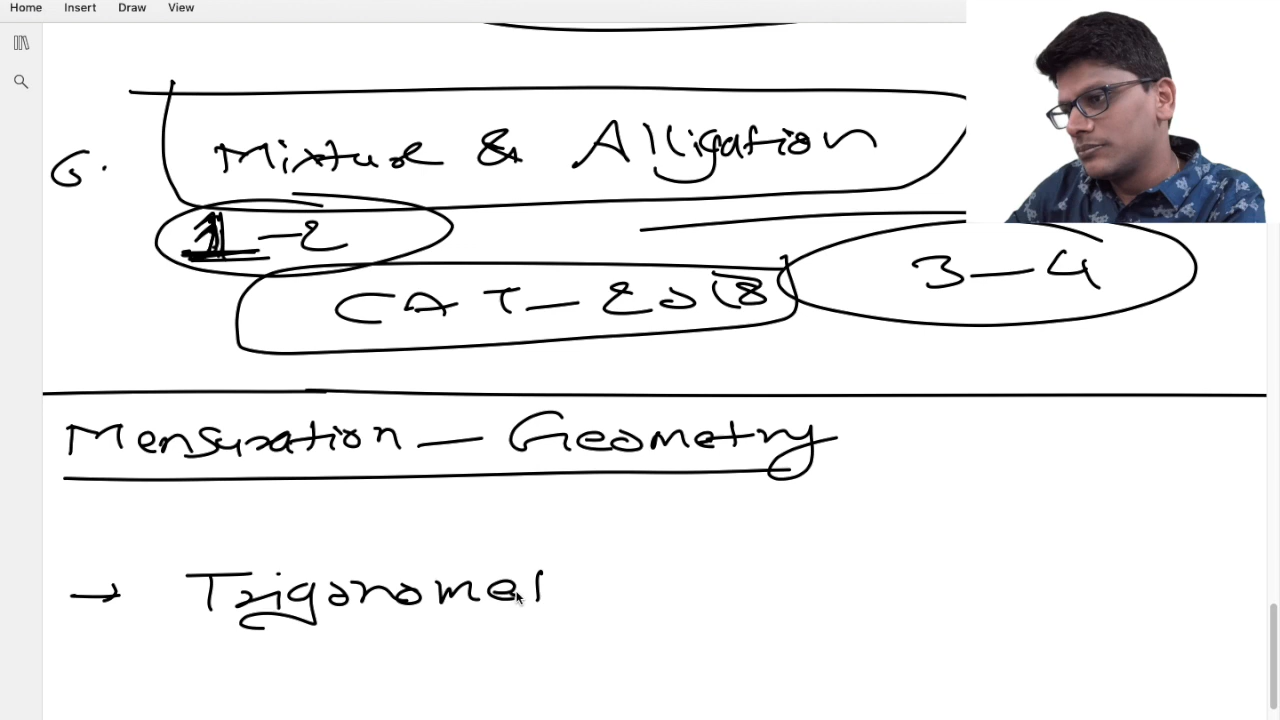 Home Insert Draw View
6. Mixture & Alligation
1-2
CAT-2018 3-4
Mensuration - Geometry
→ Trigonomet